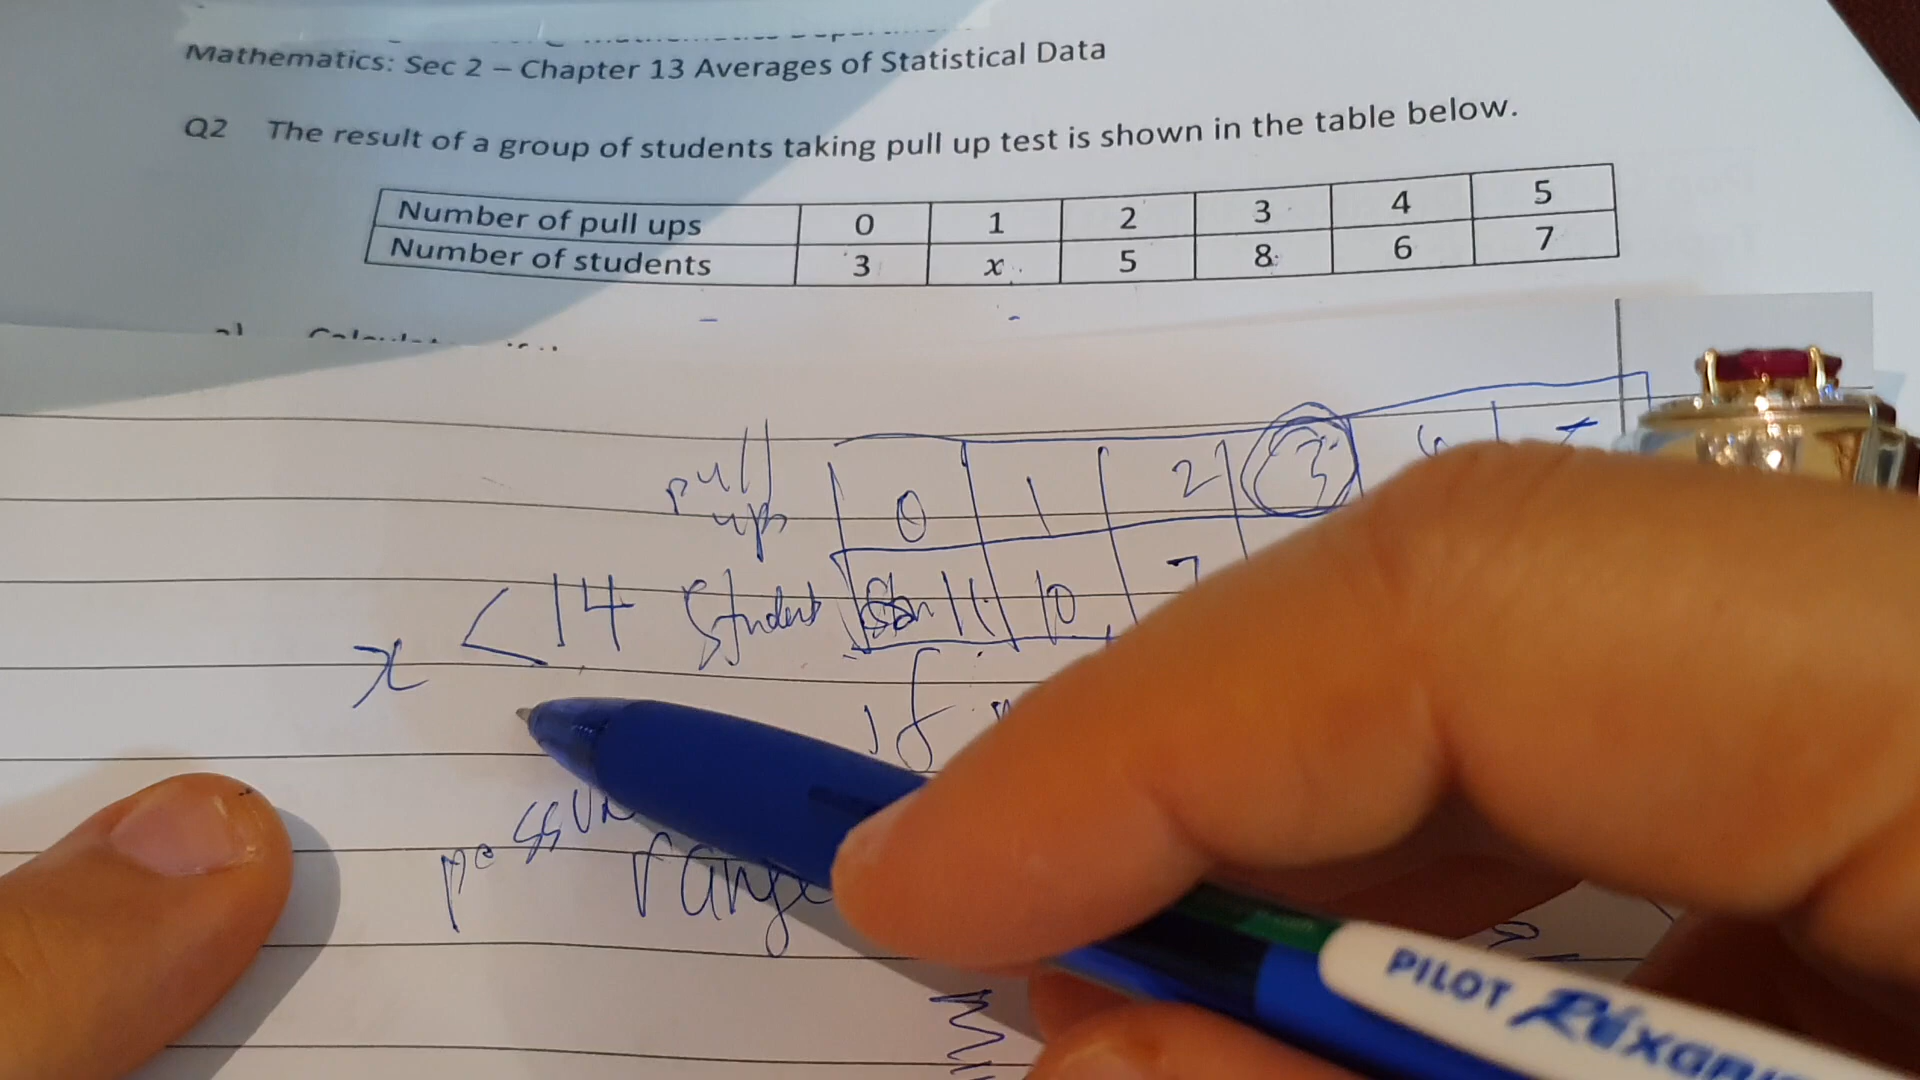 Mathematics: Sec 2 – Chapter 13 Averages of Statistical Data
Q2 The result of a group of students taking pull up test is shown in the table below.
Number of pull ups 0 1 2 3 4 5
Number of students 3 x 5 8 6 7
pull ups 0 1 2 3
Student 11 10 7
x < 14
if
range
PILOT